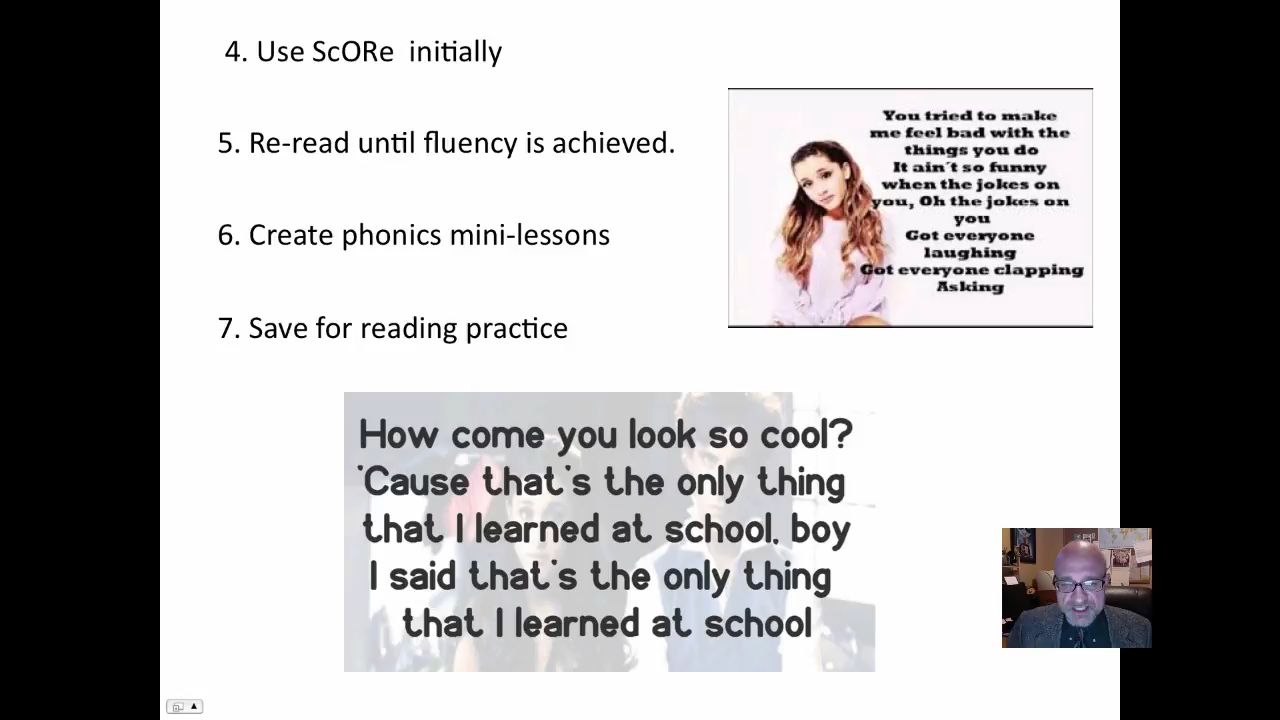 4. Use ScORe  initially
5. Re-read until fluency is achieved.
6. Create phonics mini-lessons
7. Save for reading practice
You tried to make
me feel bad with the
things you do
It ain´t so funny
when the jokes on
you, Oh the jokes on
you
Got everyone
laughing
Got everyone clapping
Asking
How come you look so cool?
'Cause that's the only thing
that I learned at school, boy
I said that's the only thing
that I learned at school